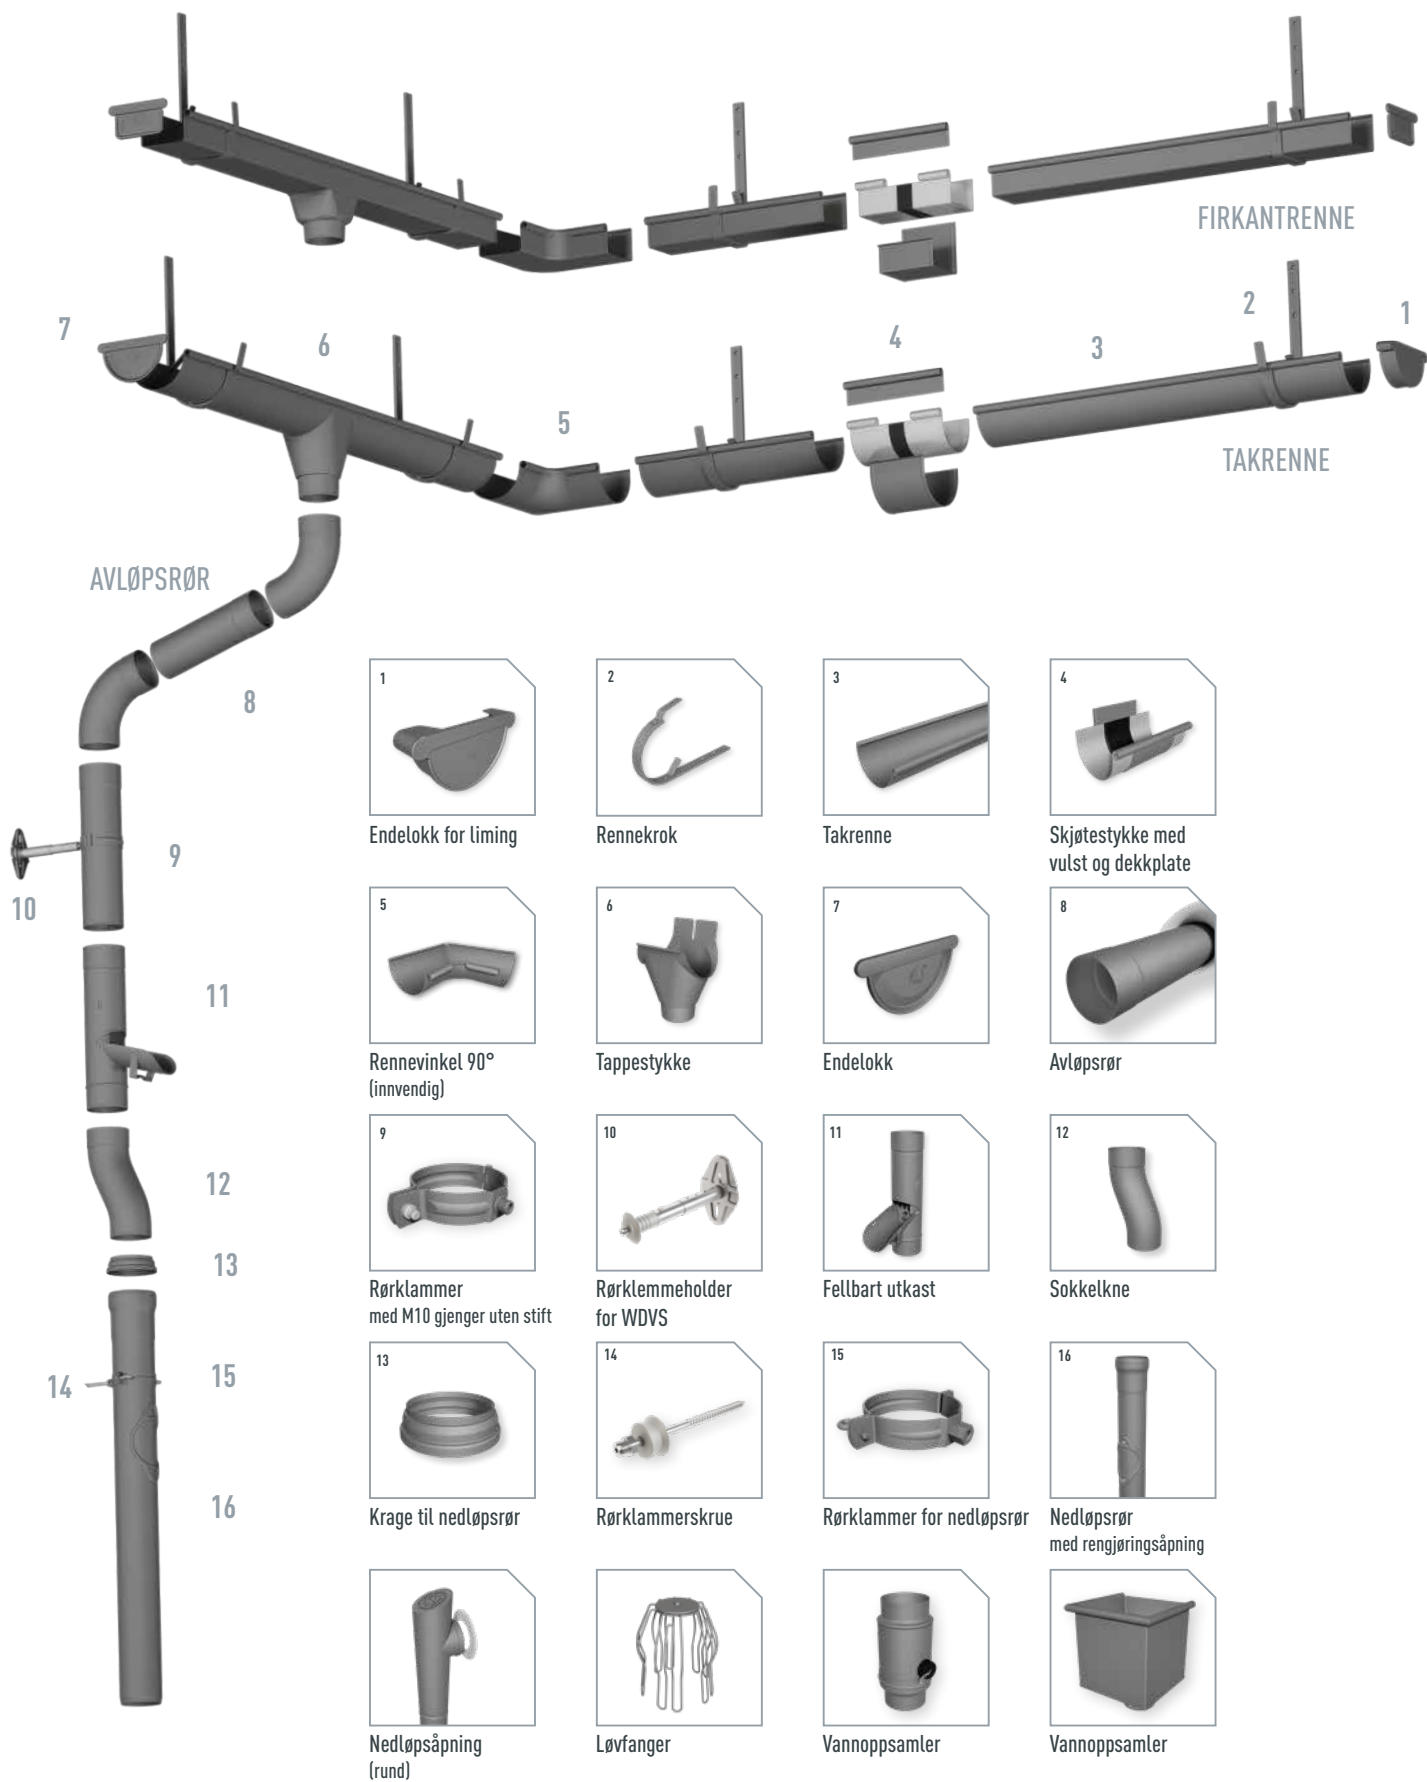 FIRKANTRENNE
7
6
5
4
3
2
1
TAKRENNE
AVLØPSRØR
8
9
10
11
12
13
14
15
16
1
Endelokk for liming
2
Rennekrok
3
Takrenne
4
Skjøtestykke med
vulst og dekkplate
5
Rennevinkel 90°
(innvendig)
6
Tappestykke
7
Endelokk
8
Avløpsrør
9
Rørklammer
med M10 gjenger uten stift
10
Rørklemmeholder
for WDVS
11
Fellbart utkast
12
Sokkelkne
13
Krage til nedløpsrør
14
Rørklammerskrue
15
Rørklammer for nedløpsrør
16
Nedløpsrør
med rengjøringsåpning
Nedløpsåpning
(rund)
Løvfanger
Vannoppsamler
Vannoppsamler